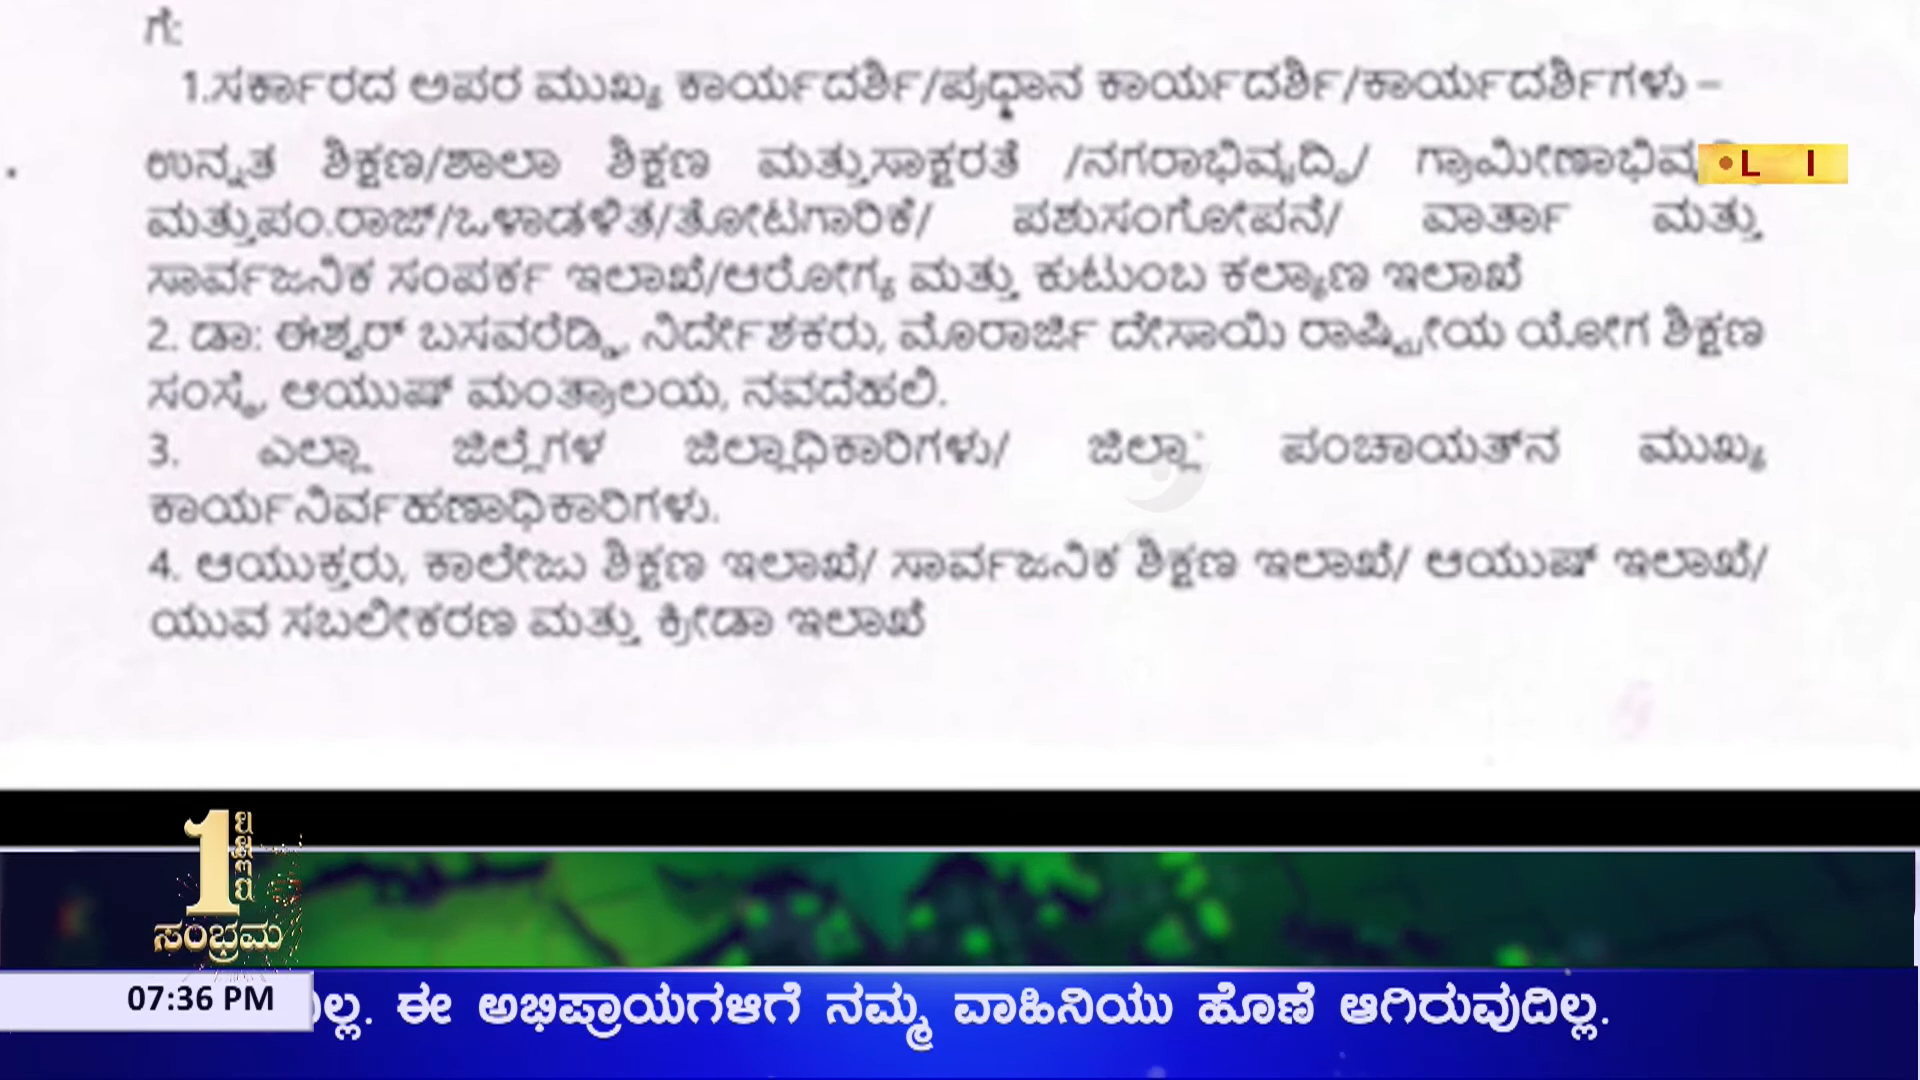 ಗೆ:
1.ಸರ್ಕಾರದ ಅಪರ ಮುಖ್ಯ ಕಾರ್ಯದರ್ಶಿ/ಪ್ರಧಾನ ಕಾರ್ಯದರ್ಶಿ/ಕಾರ್ಯದರ್ಶಿಗಳು –
ಉನ್ನತ ಶಿಕ್ಷಣ/ಶಾಲಾ ಶಿಕ್ಷಣ ಮತ್ತುಸಾಕ್ಷರತೆ /ನಗರಾಭಿವೃದ್ಧಿ/
ಮತ್ತುಪಂ.ರಾಜ್/ಒಳಾಡಳಿತ/ತೋಟಗಾರಿಕೆ/ ಪಶುಸಂಗೋಪನೆ/ ವಾರ್ತಾ ಮತ್ತು
ಸಾರ್ವಜನಿಕ ಸಂಪರ್ಕ ಇಲಾಖೆ/ಆರೋಗ್ಯ ಮತ್ತು ಕುಟುಂಬ ಕಲ್ಯಾಣ ಇಲಾಖೆ
2. ಡಾ: ಈಶ್ವರ್ ಬಸವರೆಡ್ಡಿ, ನಿರ್ದೇಶಕರು, ಮೊರಾರ್ಜಿ ದೇಸಾಯಿ ರಾಷ್ಟ್ರೀಯ ಯೋಗ ಶಿಕ್ಷಣ
ಸಂಸ್ಥೆ, ಆಯುಷ್ ಮಂತ್ರಾಲಯ, ನವದೆಹಲಿ.
3. ಎಲ್ಲಾ ಜಿಲ್ಲೆಗಳ ಜಿಲ್ಲಾಧಿಕಾರಿಗಳು/ ಜಿಲ್ಲಾ ಪಂಚಾಯತ್‌ನ ಮುಖ್ಯ
ಕಾರ್ಯನಿರ್ವಹಣಾಧಿಕಾರಿಗಳು.
4. ಆಯುಕ್ತರು, ಕಾಲೇಜು ಶಿಕ್ಷಣ ಇಲಾಖೆ/ ಸಾರ್ವಜನಿಕ ಶಿಕ್ಷಣ ಇಲಾಖೆ/ ಆಯುಷ್ ಇಲಾಖೆ/
ಯುವ ಸಬಲೀಕರಣ ಮತ್ತು ಕ್ರೀಡಾ ಇಲಾಖೆ
L I
1
ಸಂಭ್ರಮ
07:36 PM
ಈ ಅಭಿಪ್ರಾಯಗಳಿಗೆ ನಮ್ಮ ವಾಹಿನಿಯು ಹೊಣೆ ಆಗಿರುವುದಿಲ್ಲ.